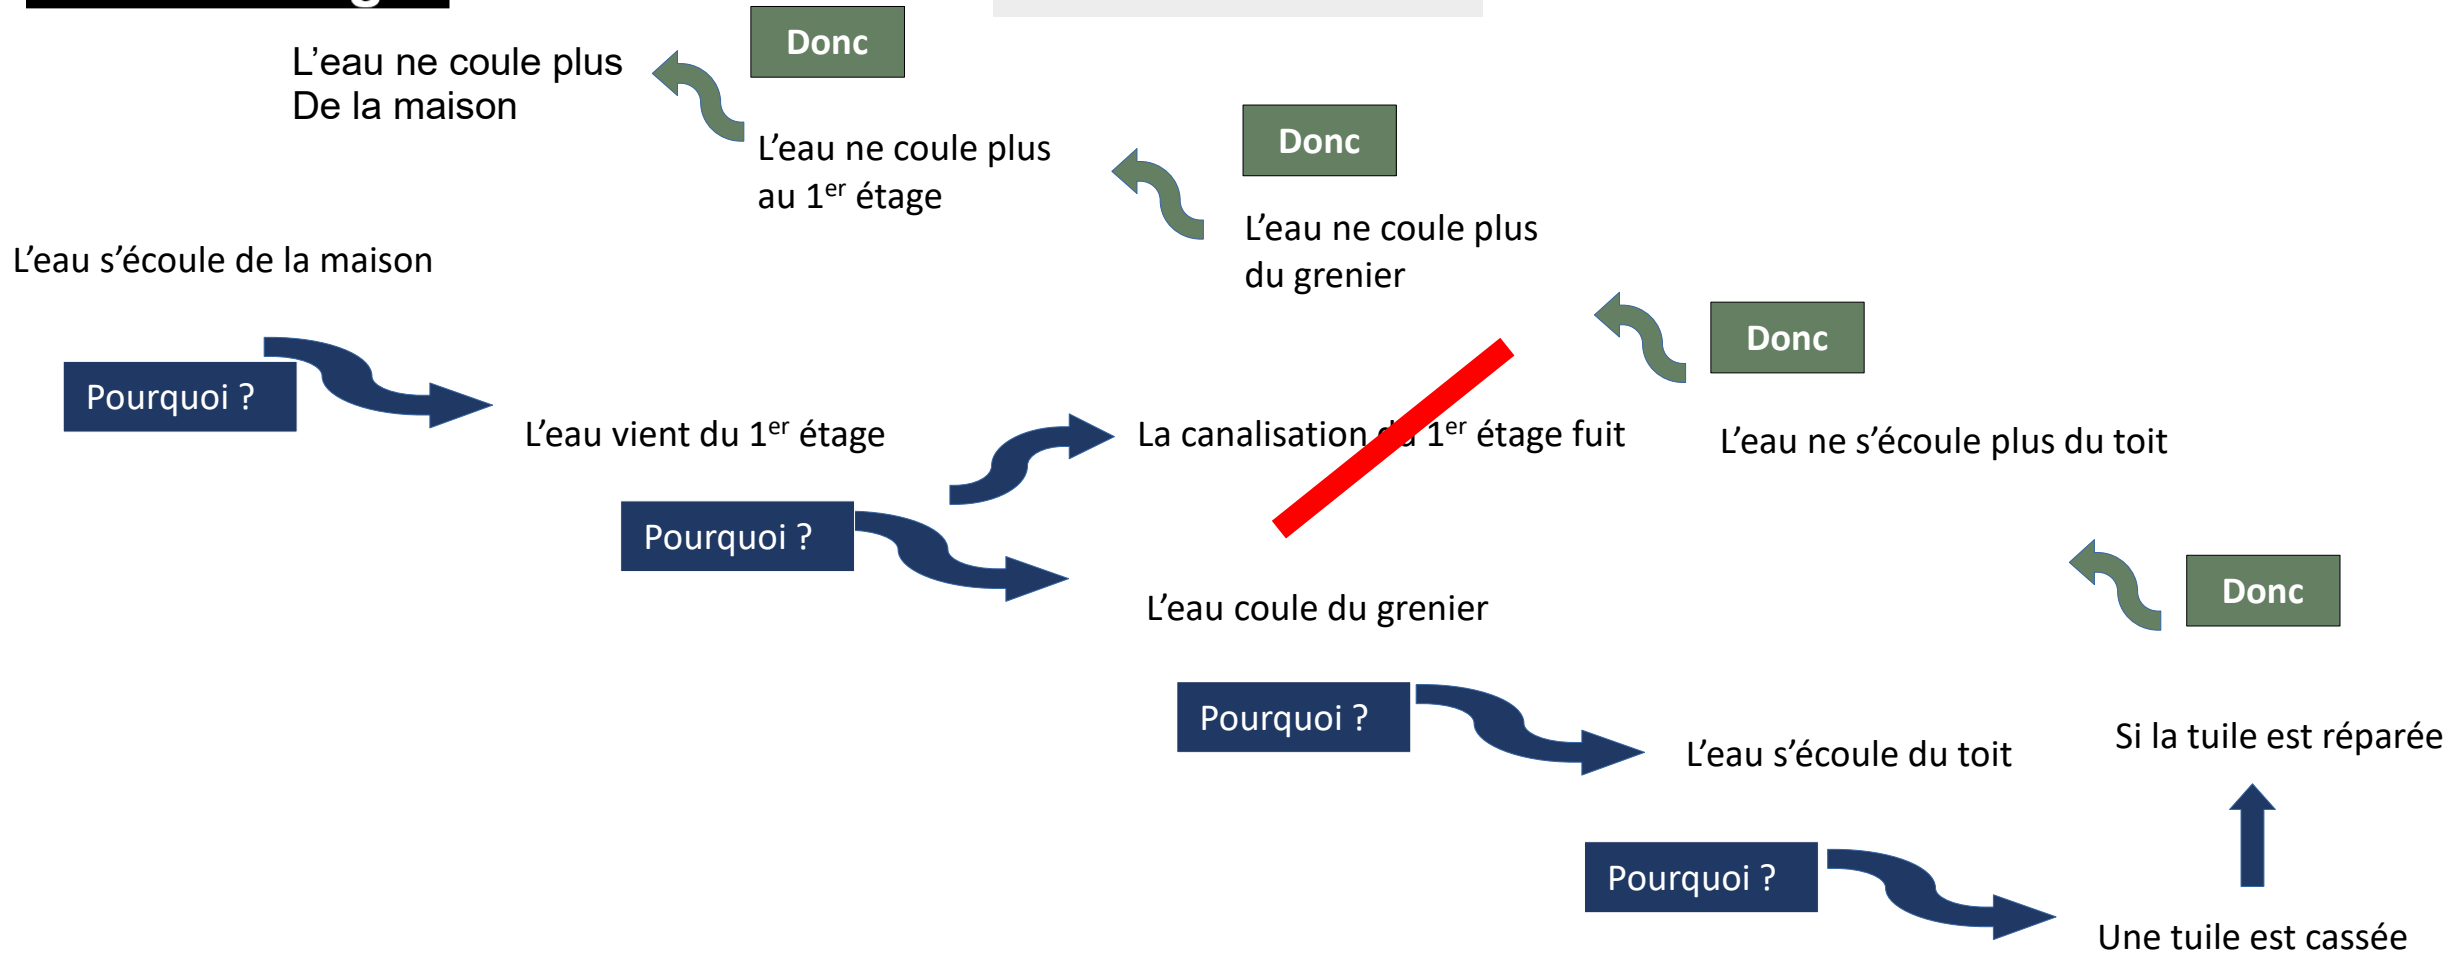 Donc
L'eau ne coule plus
De la maison
Donc
L'eau ne coule plus
au 1er étage
L'eau ne coule plus
du grenier
L'eau s'écoule de la maison
Donc
Pourquoi ?
L'eau vient du 1er étage
La canalisation du 1er étage fuit
L'eau ne s'écoule plus du toit
Pourquoi ?
Donc
L'eau coule du grenier
Pourquoi ?
L'eau s'écoule du toit
Si la tuile est réparée
Pourquoi ?
Une tuile est cassée